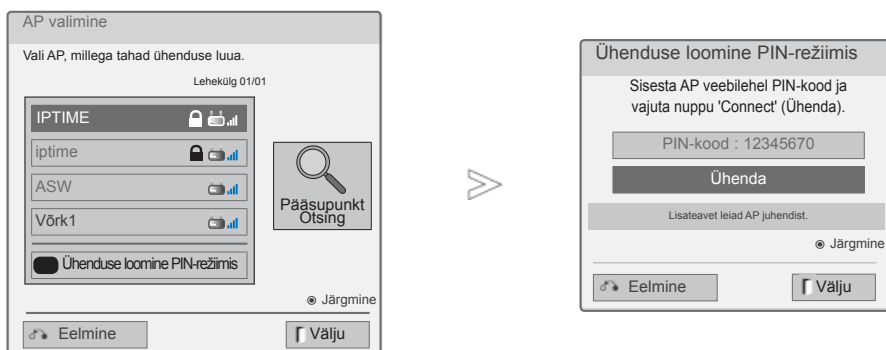 AP valimine
Vali AP, millega tahad ühenduse luua.
Lehekülg 01/01
IPTIME
iptime
ASW
Võrk1
Ühenduse loomine PIN-režiimis
Pääsupunkt
Otsing
Järgmine
Eelmine
Välju
Ühenduse loomine PIN-režiimis
Sisesta AP veebilehel PIN-kood ja
vajuta nuppu 'Connect' (Ühenda).
PIN-kood : 12345670
Ühenda
Lisateavet leiad AP juhendist.
Järgmine
Eelmine
Välju